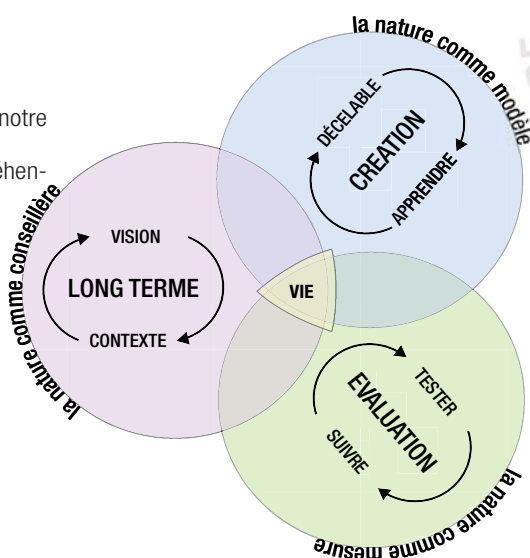 notre
éhen-
la nature comme modèle
DÉCELABLE
CREATION
APPRENDRE
la nature comme conseillère
VISION
LONG TERME
CONTEXTE
VIE
TESTER
EVALUATION
SUIVRE
la nature comme mesure